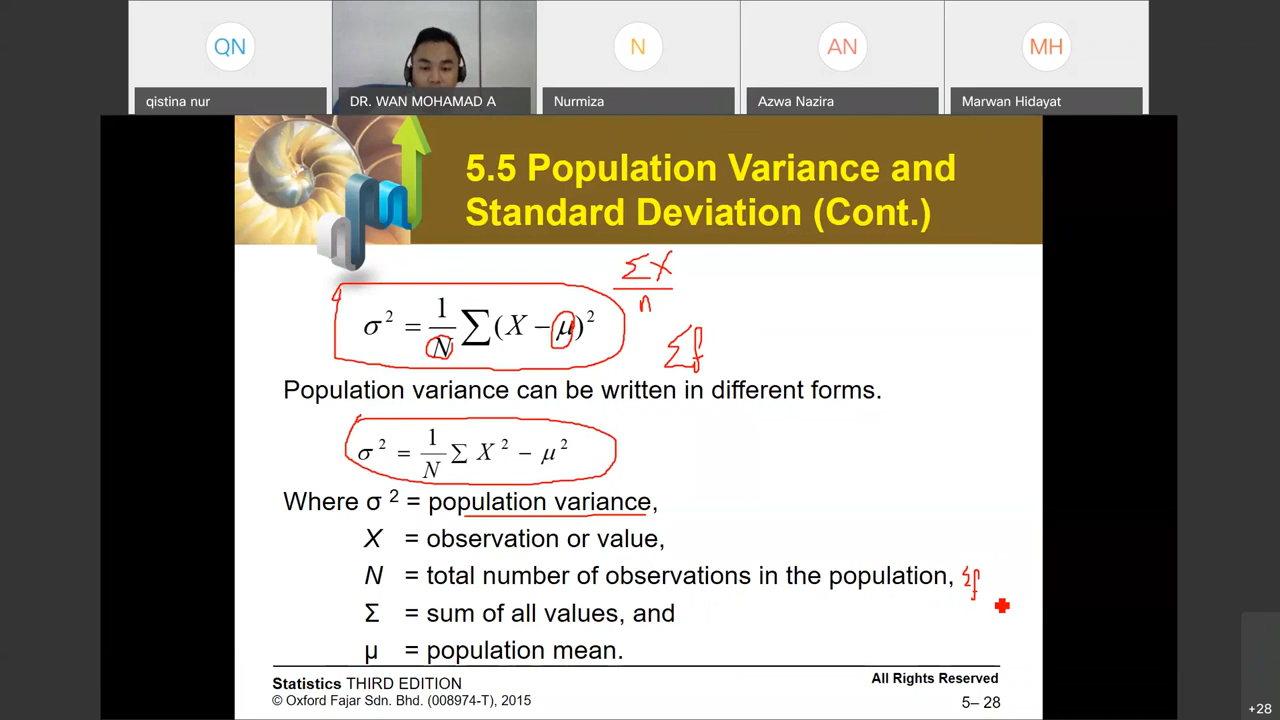 QN
N
AN
MH
qistina nur
DR. WAN MOHAMAD A
Nurmiza
Azwa Nazira
Marwan Hidayat
5.5 Population Variance and
Standard Deviation (Cont.)
ΣX
n
σ² = 1/N ∑(X − μ)²
Σf
Population variance can be written in different forms.
σ² = 1/N Σ X² − μ²
Where σ ² = population variance,
X = observation or value,
N = total number of observations in the population, Σf
Σ = sum of all values, and
μ = population mean.
Statistics THIRD EDITION
All Rights Reserved
© Oxford Fajar Sdn. Bhd. (008974-T), 2015
5– 28
+28